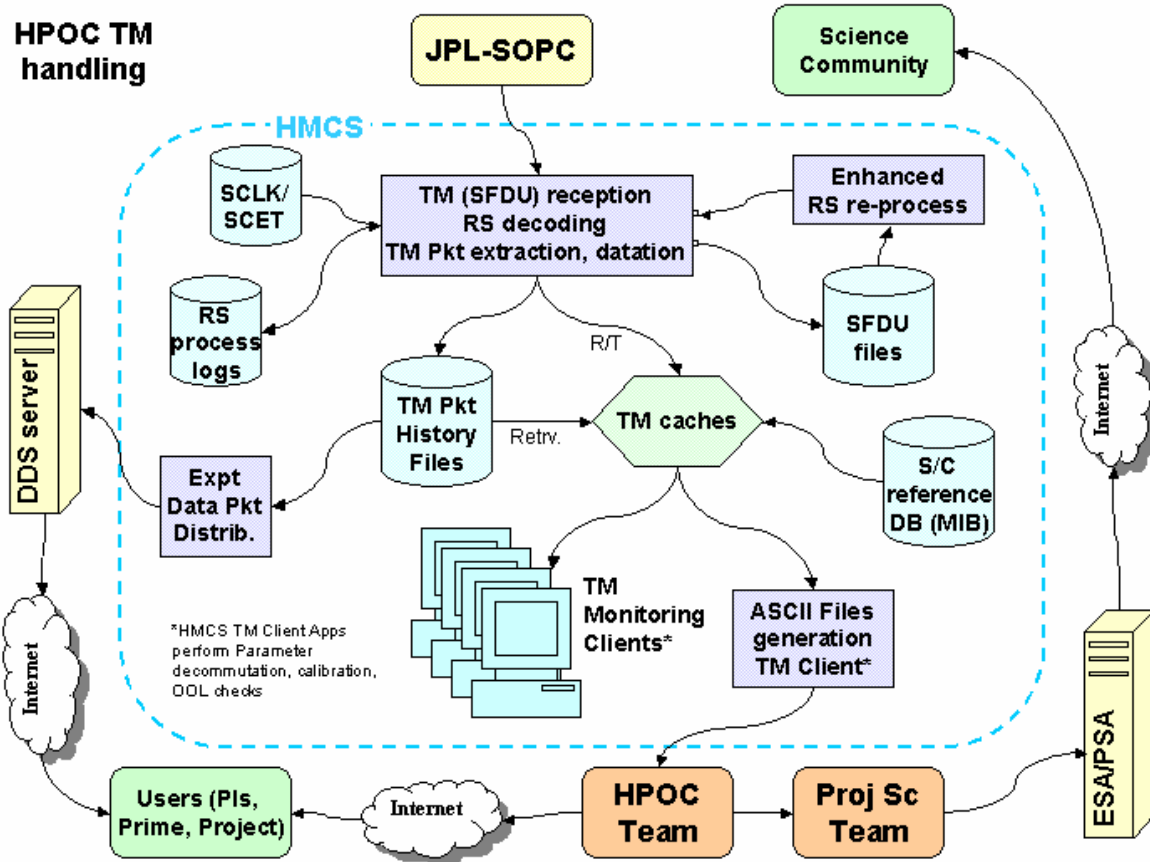 HPOC TM
handling
JPL-SOPC
Science
Community
HMCS
SCLK/
SCET
TM (SFDU) reception
RS decoding
TM Pkt extraction, datation
Enhanced
RS re-process
RS
process
logs
SFDU
files
R/T
DDS server
TM Pkt
History
Files
Retrv.
TM caches
Internet
S/C
reference
DB (MIB)
Expt
Data Pkt
Distrib.
TM
Monitoring
Clients*
ASCII Files
generation
TM Client*
*HMCS TM Client Apps
perform Parameter
decommutation, calibration,
OOL checks
Internet
ESA/PSA
Users (PIs,
Prime, Project)
Internet
HPOC
Team
Proj Sc
Team